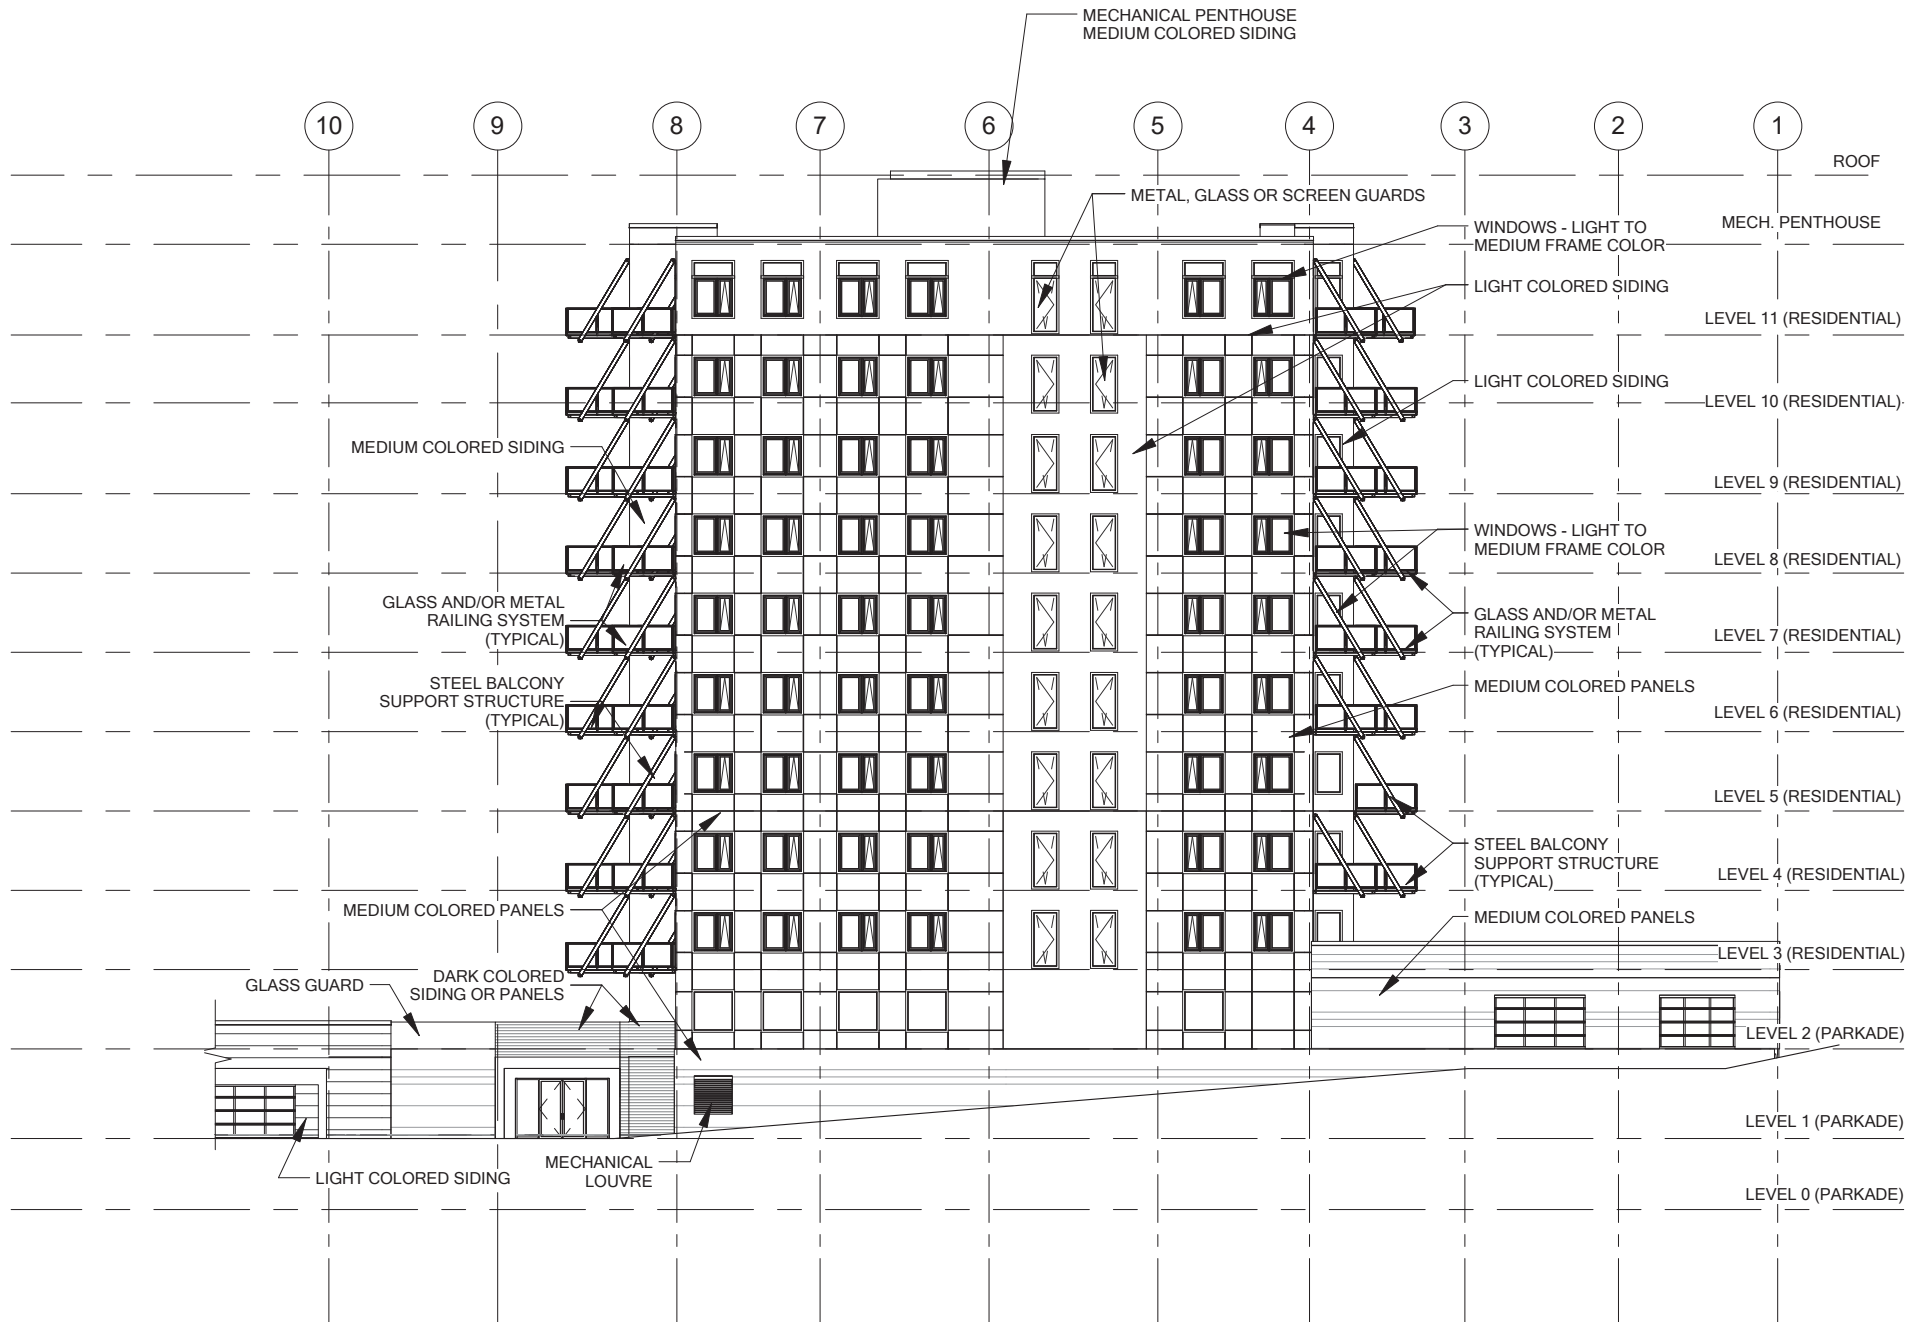 MECHANICAL PENTHOUSE
MEDIUM COLORED SIDING
10
9
8
7
6
5
4
3
2
1
ROOF
METAL, GLASS OR SCREEN GUARDS
WINDOWS - LIGHT TO
MEDIUM FRAME COLOR
MECH. PENTHOUSE
LIGHT COLORED SIDING
LEVEL 11 (RESIDENTIAL)
LIGHT COLORED SIDING
LEVEL 10 (RESIDENTIAL)
MEDIUM COLORED SIDING
LEVEL 9 (RESIDENTIAL)
WINDOWS - LIGHT TO
MEDIUM FRAME COLOR
LEVEL 8 (RESIDENTIAL)
GLASS AND/OR METAL
RAILING SYSTEM
(TYPICAL)
GLASS AND/OR METAL
RAILING SYSTEM
(TYPICAL)
LEVEL 7 (RESIDENTIAL)
STEEL BALCONY
SUPPORT STRUCTURE
(TYPICAL)
MEDIUM COLORED PANELS
LEVEL 6 (RESIDENTIAL)
LEVEL 5 (RESIDENTIAL)
STEEL BALCONY
SUPPORT STRUCTURE
(TYPICAL)
LEVEL 4 (RESIDENTIAL)
MEDIUM COLORED PANELS
MEDIUM COLORED PANELS
LEVEL 3 (RESIDENTIAL)
GLASS GUARD
DARK COLORED
SIDING OR PANELS
LEVEL 2 (PARKADE)
LEVEL 1 (PARKADE)
LIGHT COLORED SIDING
MECHANICAL
LOUVRE
LEVEL 0 (PARKADE)